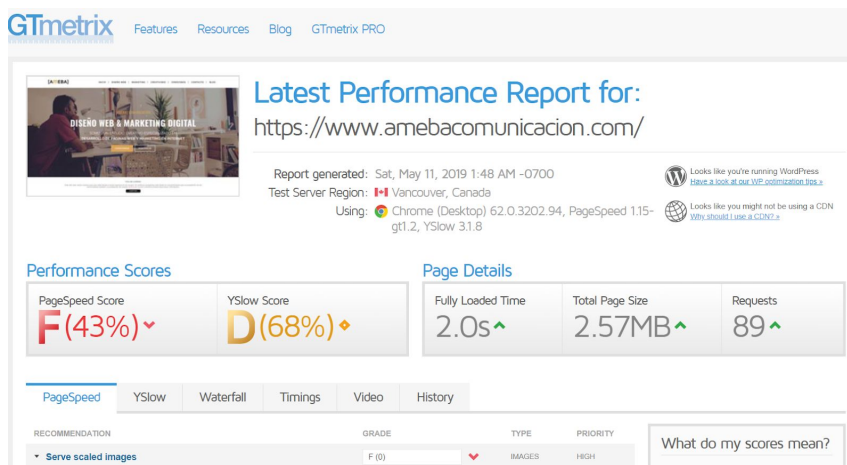 GTmetrix
Features Resources Blog GTmetrix PRO
[AMEBA]
DISEÑO WEB & MARKETING DIGITAL
Latest Performance Report for:
https://www.amebacomunicacion.com/
Report generated: Sat, May 11, 2019 1:48 AM -0700
Test Server Region: Vancouver, Canada
Using: Chrome (Desktop) 62.0.3202.94, PageSpeed 1.15-
gt1.2, YSlow 3.1.8
Looks like you're running WordPress
Have a look at our WP optimization tips »
Looks like you might not be using a CDN
Why should I use a CDN? »
Performance Scores
PageSpeed Score
F(43%)
YSlow Score
D(68%)
Page Details
Fully Loaded Time
2.0s
Total Page Size
2.57MB
Requests
89
PageSpeed YSlow Waterfall Timings Video History
RECOMMENDATION GRADE TYPE PRIORITY
Serve scaled images F (0) IMAGES HIGH
What do my scores mean?